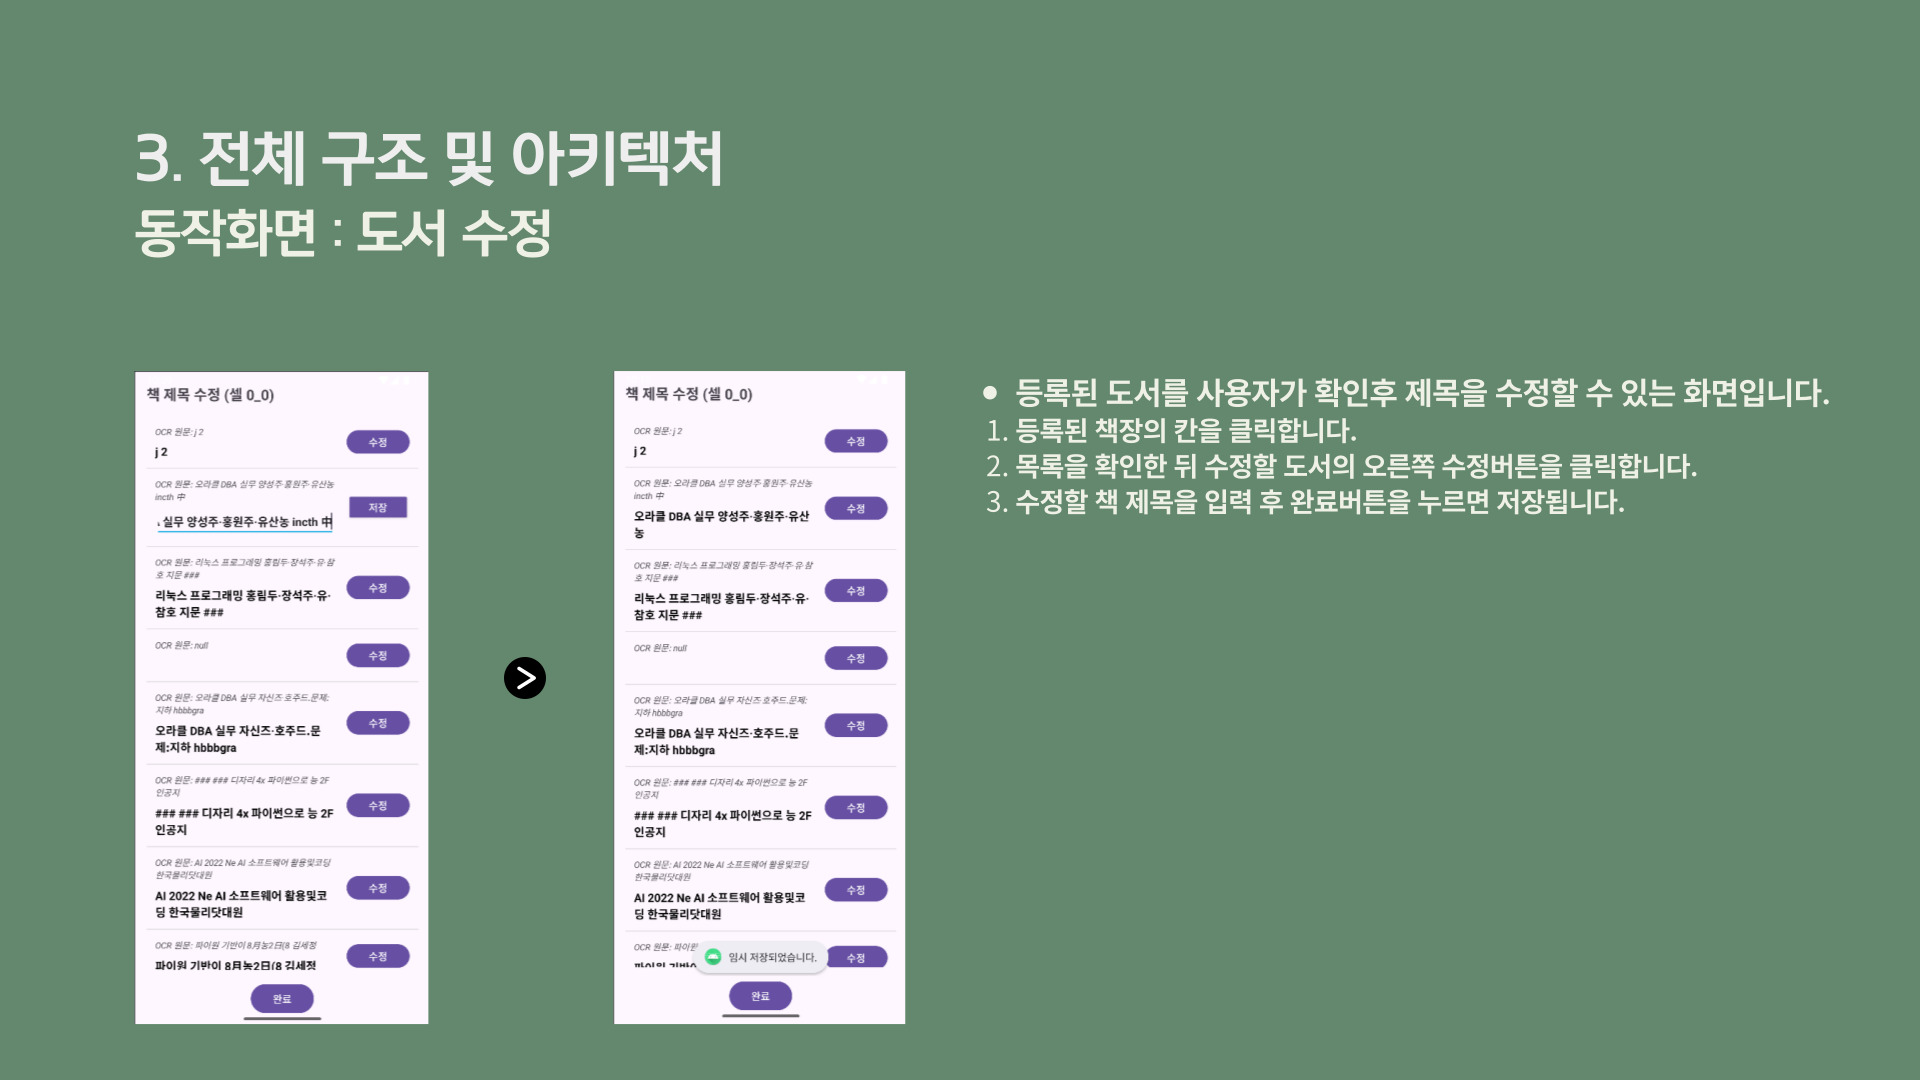 3. 전체 구조 및 아키텍처
동작화면 : 도서 수정
책 제목 수정 (셀 0_0)
OCR 원문: j 2
j 2
수정
OCR 원문: 오라클 DBA 실무 양성주·홍원주·유산농
incth 中
실무 양성주·홍원주·유산농 incth 中
저장
OCR 원문: 리눅스 프로그래밍 홍림두·장석주·유·참
호 지문 ###
리눅스 프로그래밍 홍림두·장석주·유·
참호 지문 ###
수정
OCR 원문: null
수정
OCR 원문: 오라클 DBA 실무 자신즈·호주드.문제:
지하 hbbbgra
오라클 DBA 실무 자신즈·호주드.문
제:지하 hbbbgra
수정
OCR 원문: ### ### 디자리 4x 파이썬으로 능 2F
인공지
### ### 디자리 4x 파이썬으로 능 2F
인공지
수정
OCR 원문: AI 2022 Ne AI 소프트웨어 활용및코딩
한국물리닷대원
AI 2022 Ne AI 소프트웨어 활용및코
딩 한국물리닷대원
수정
OCR 원문: 파이원 기반이 8月놓2日(8 김세정
파이원 기반이 8月놓2日(8 김세정
수정
완료
>
책 제목 수정 (셀 0_0)
OCR 원문: j 2
j 2
수정
OCR 원문: 오라클 DBA 실무 양성주·홍원주·유산농
incth 中
오라클 DBA 실무 양성주·홍원주·유산
농
수정
OCR 원문: 리눅스 프로그래밍 홍림두·장석주·유·참
호 지문 ###
리눅스 프로그래밍 홍림두·장석주·유·
참호 지문 ###
수정
OCR 원문: null
수정
OCR 원문: 오라클 DBA 실무 자신즈·호주드.문제:
지하 hbbbgra
오라클 DBA 실무 자신즈·호주드.문
제:지하 hbbbgra
수정
OCR 원문: ### ### 디자리 4x 파이썬으로 능 2F
인공지
### ### 디자리 4x 파이썬으로 능 2F
인공지
수정
OCR 원문: AI 2022 Ne AI 소프트웨어 활용및코딩
한국물리닷대원
AI 2022 Ne AI 소프트웨어 활용및코
딩 한국물리닷대원
수정
OCR 원문: 파이원
파이원 기반이
수정
임시 저장되었습니다.
완료
• 등록된 도서를 사용자가 확인후 제목을 수정할 수 있는 화면입니다.
1. 등록된 책장의 칸을 클릭합니다.
2. 목록을 확인한 뒤 수정할 도서의 오른쪽 수정버튼을 클릭합니다.
3. 수정할 책 제목을 입력 후 완료버튼을 누르면 저장됩니다.